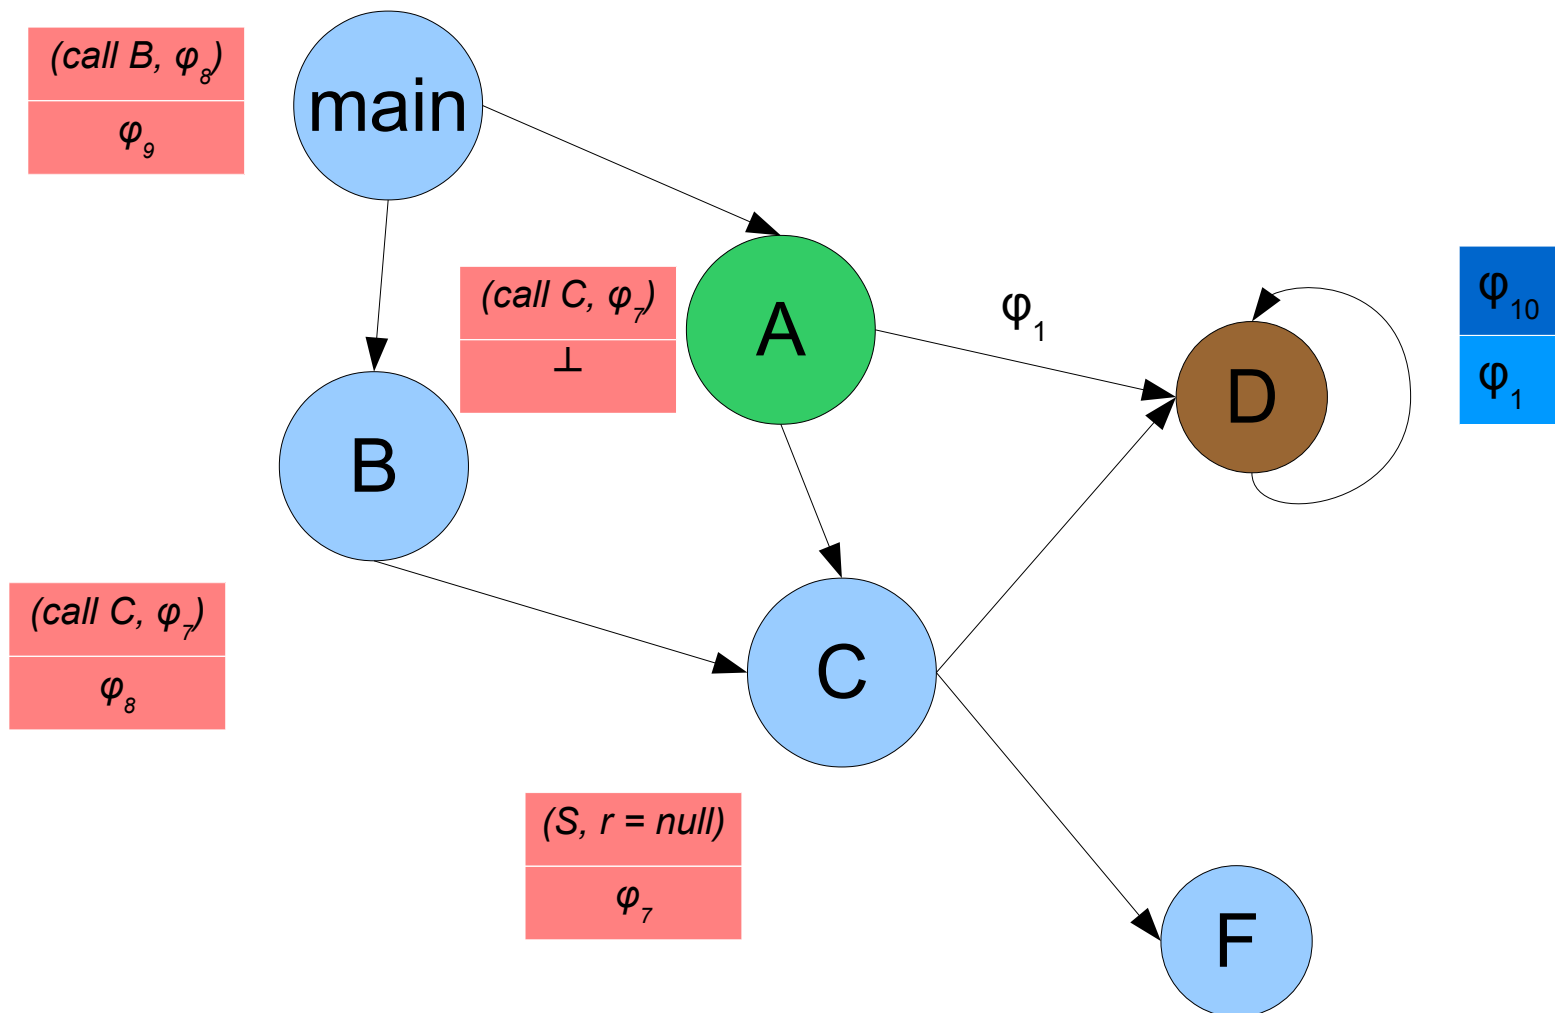 (call B, φ₈)
φ₉
main
(call C, φ₇)
⊥
A
φ₁
D
φ₁₀
φ₁
B
(call C, φ₇)
φ₈
C
(S, r = null)
φ₇
F